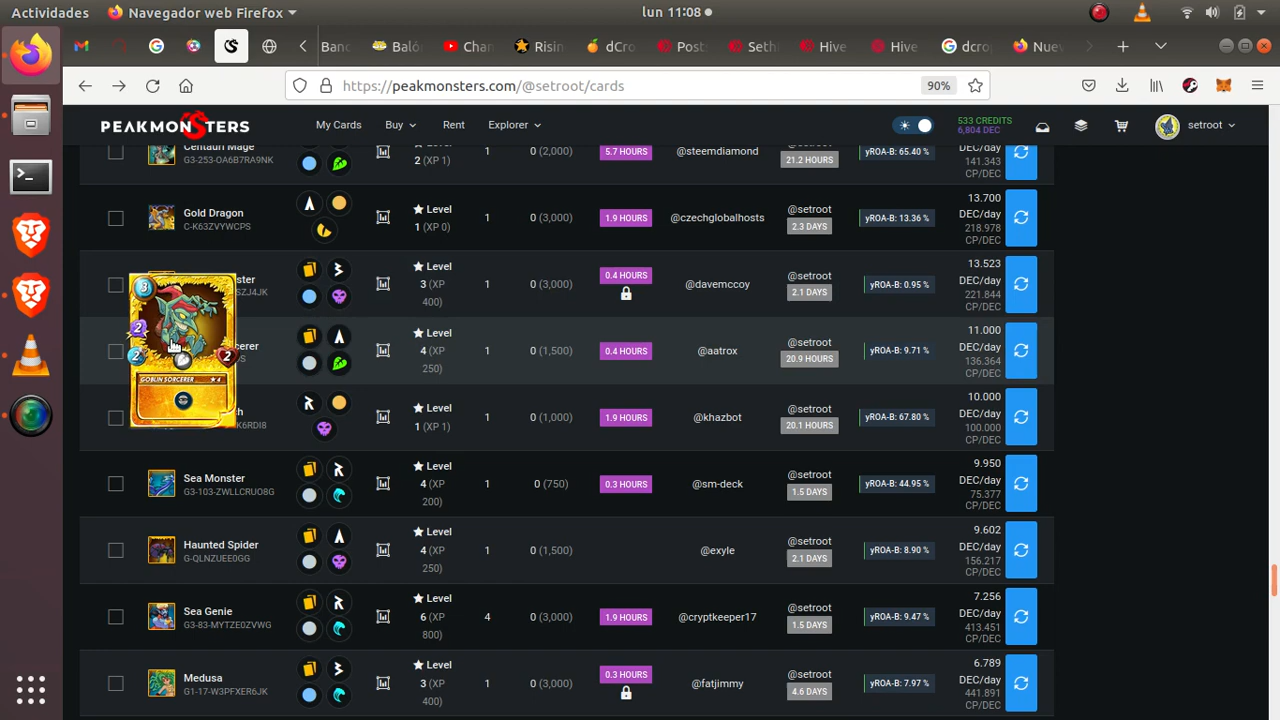 Actividades Navegador web Firefox lun 11:08
Banc Baló Chan Risin dCro Post Seth Hive Hive dcrop Nuev
https://peakmonsters.com/@setroot/cards 90%
PEAKMONSTERS My Cards Buy Rent Explorer 533 CREDITS 6,804 DEC setroot
Centaur Mage
G3-253-OA6B7RA9NK
Level
2 (XP 1)
1 0 (2,000) 5.7 HOURS @steemdiamond @setroot 21.2 HOURS yROA-B: 65.40 %
DEC/day
141.343
CP/DEC
Gold Dragon
C-K63ZVYWCPS
Level
1 (XP 0)
1 0 (3,000) 1.9 HOURS @czechglobalhosts @setroot 2.3 DAYS yROA-B: 13.36 %
13.700
DEC/day
218.978
CP/DEC
ster
SZJ4JK
Level
3 (XP
400)
1 0 (3,000) 0.4 HOURS @davemccoy @setroot 2.1 DAYS yROA-B: 0.95 %
13.523
DEC/day
221.844
CP/DEC
3
2
2
2
GOBLIN SORCERER ★4
cerer
S
Level
4 (XP
250)
1 0 (1,500) 0.4 HOURS @aatrox @setroot 20.9 HOURS yROA-B: 9.71 %
11.000
DEC/day
136.364
CP/DEC
ch
K6RDI8
Level
1 (XP 1)
1 0 (1,000) 1.9 HOURS @khazbot @setroot 20.1 HOURS yROA-B: 67.80 %
10.000
DEC/day
100.000
CP/DEC
Sea Monster
G3-103-ZWLLCRUO8G
Level
4 (XP
200)
1 0 (750) 0.3 HOURS @sm-deck @setroot 1.5 DAYS yROA-B: 44.95 %
9.950
DEC/day
75.377
CP/DEC
Haunted Spider
G-QLNZUEE0GG
Level
4 (XP
250)
1 0 (1,500) @exyle @setroot 2.1 DAYS yROA-B: 8.90 %
9.602
DEC/day
156.217
CP/DEC
Sea Genie
G3-83-MYTZE0ZVWG
Level
6 (XP
800)
4 0 (3,000) 1.9 HOURS @cryptkeeper17 @setroot 1.5 DAYS yROA-B: 9.47 %
7.256
DEC/day
413.451
CP/DEC
Medusa
G1-17-W3PFXER6JK
Level
3 (XP
400)
1 0 (3,000) 0.3 HOURS @fatjimmy @setroot 4.6 DAYS yROA-B: 7.97 %
6.789
DEC/day
441.891
CP/DEC